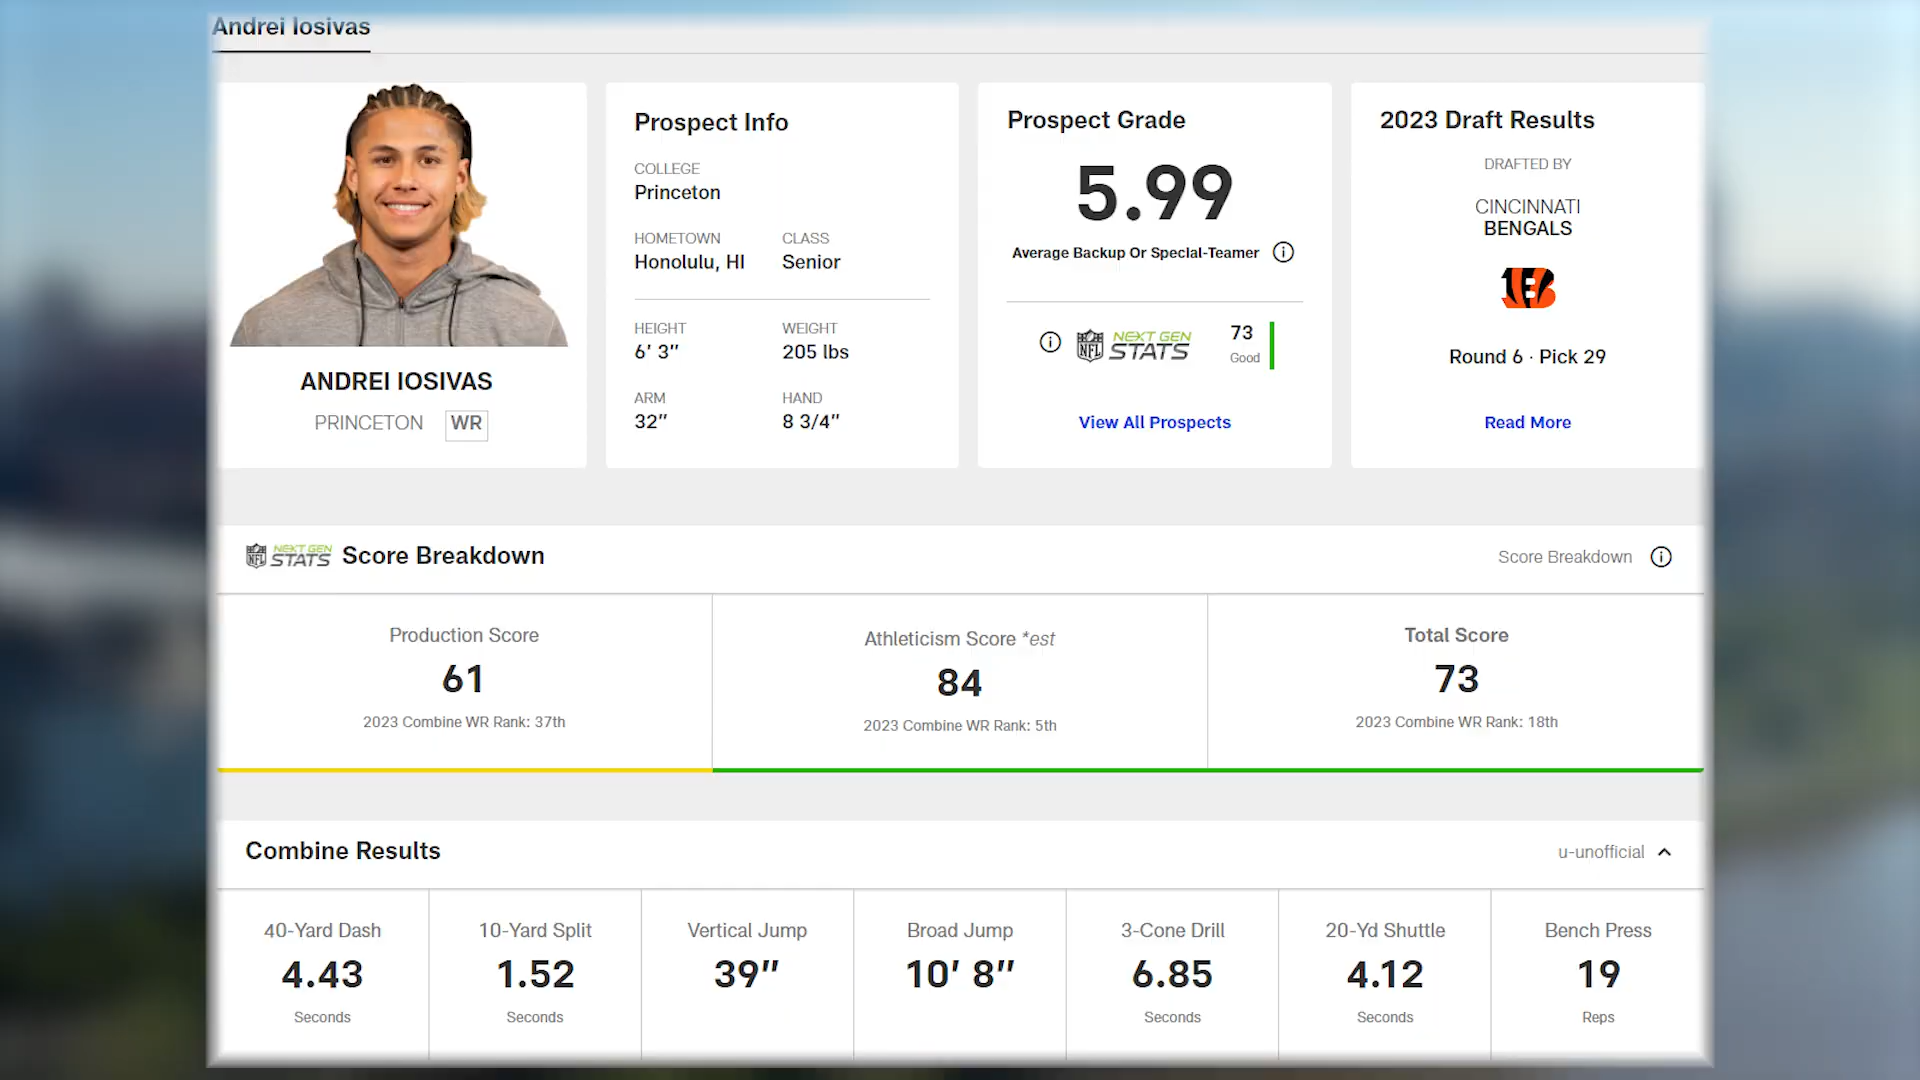 Andrei Iosivas
ANDREI IOSIVAS
PRINCETON WR
Prospect Info
COLLEGE
Princeton
HOMETOWN CLASS
Honolulu, HI Senior
HEIGHT WEIGHT
6′ 3″ 205 lbs
ARM HAND
32″ 8 3/4″
Prospect Grade
5.99
Average Backup Or Special-Teamer
NFL NEXT GEN STATS 73
Good
View All Prospects
2023 Draft Results
DRAFTED BY
CINCINNATI
BENGALS
B
Round 6 · Pick 29
Read More
NFL NEXT GEN STATS Score Breakdown Score Breakdown
Production Score
61
2023 Combine WR Rank: 37th
Athleticism Score *est
84
2023 Combine WR Rank: 5th
Total Score
73
2023 Combine WR Rank: 18th
Combine Results u-unofficial
40-Yard Dash
4.43
Seconds
10-Yard Split
1.52
Seconds
Vertical Jump
39″
Broad Jump
10′ 8″
3-Cone Drill
6.85
Seconds
20-Yd Shuttle
4.12
Seconds
Bench Press
19
Reps